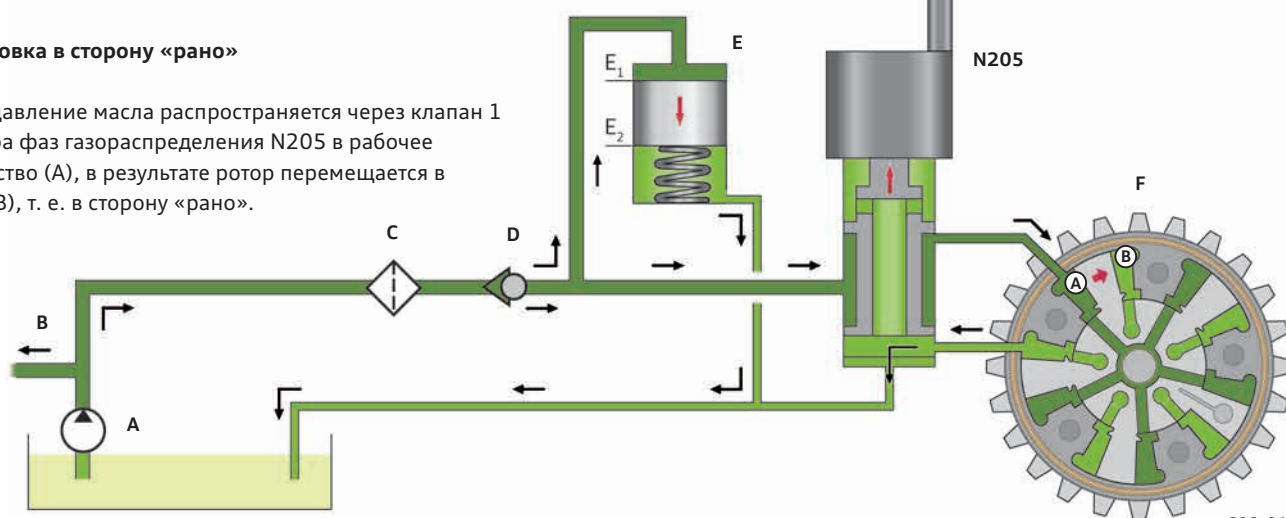 овка в сторону «рано»
давление масла распространяется через клапан 1
ра фаз газораспределения N205 в рабочее
ство (А), в результате ротор перемещается в
В), т. е. в сторону «рано».
E
E1
E2
N205
F
C
D
B
A
A
B